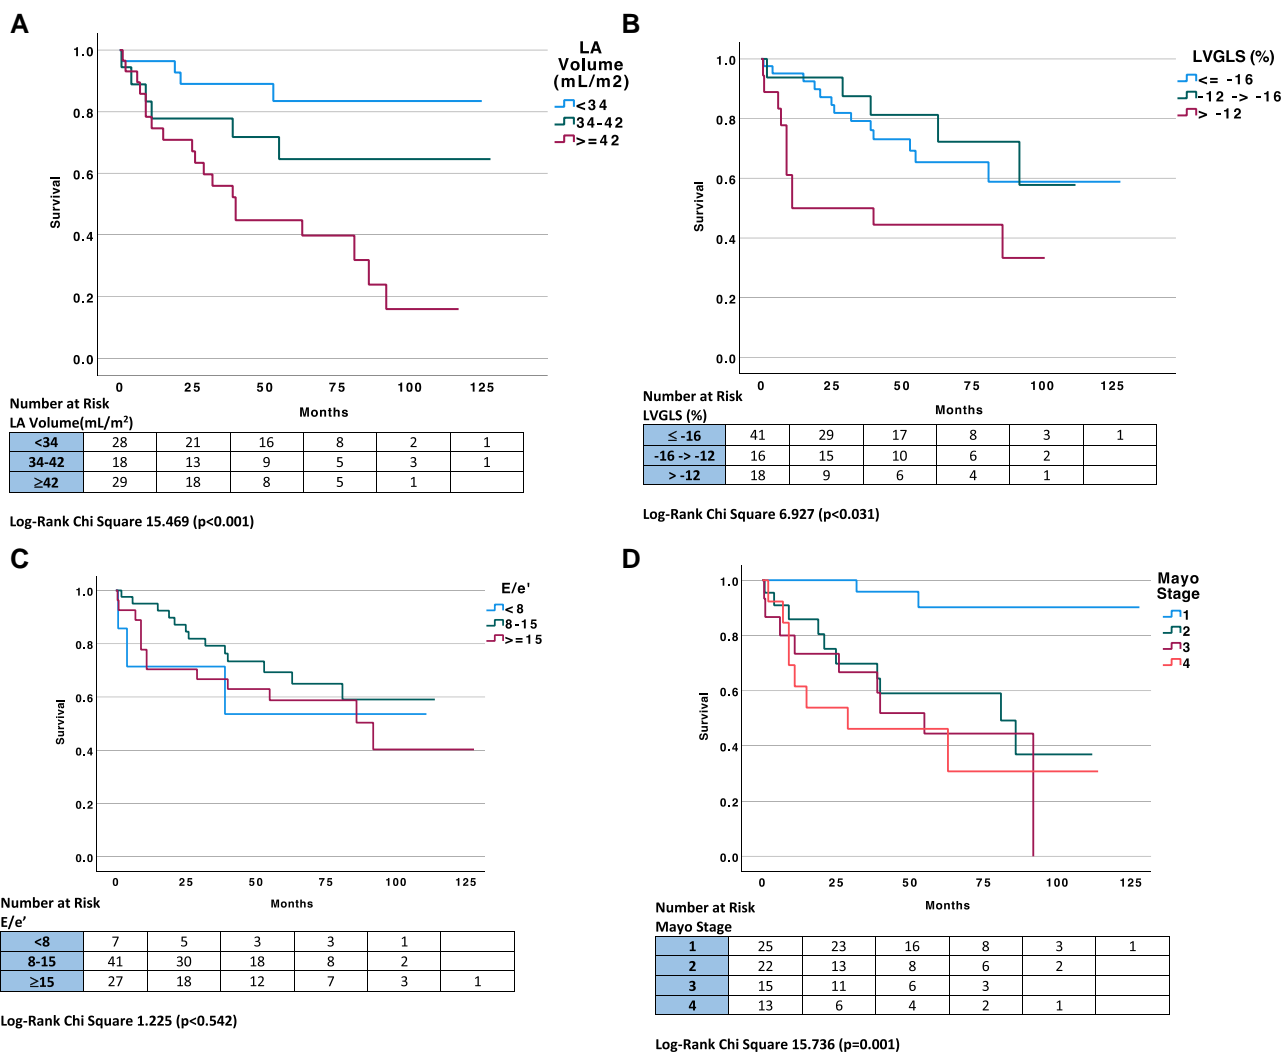 A
LA
Volume
(mL/m2)
<34
34-42
>=42
1.0
0.8
0.6
0.4
0.2
0.0
Survival
0 25 50 75 100 125
Months
Number at Risk
LA Volume(mL/m²)
<34 28 21 16 8 2 1
34-42 18 13 9 5 3 1
≥42 29 18 8 5 1
Log-Rank Chi Square 15.469 (p<0.001)
B
LVGLS (%)
<= -16
-12 -> -16
> -12
1.0
0.8
0.6
0.4
0.2
0.0
Survival
0 25 50 75 100 125
Months
Number at Risk
LVGLS (%)
≤ -16 41 29 17 8 3 1
-16 -> -12 16 15 10 6 2
> -12 18 9 6 4 1
Log-Rank Chi Square 6.927 (p<0.031)
C
E/e'
< 8
8-15
>=15
1.0
0.8
0.6
0.4
0.2
0.0
Survival
0 25 50 75 100 125
Months
Number at Risk
E/e’
<8 7 5 3 3 1
8-15 41 30 18 8 2
≥15 27 18 12 7 3 1
Log-Rank Chi Square 1.225 (p<0.542)
D
Mayo
Stage
1
2
3
4
1.0
0.8
0.6
0.4
0.2
0.0
Survival
0 25 50 75 100 125
Months
Number at Risk
Mayo Stage
1 25 23 16 8 3 1
2 22 13 8 6 2
3 15 11 6 3
4 13 6 4 2 1
Log-Rank Chi Square 15.736 (p=0.001)